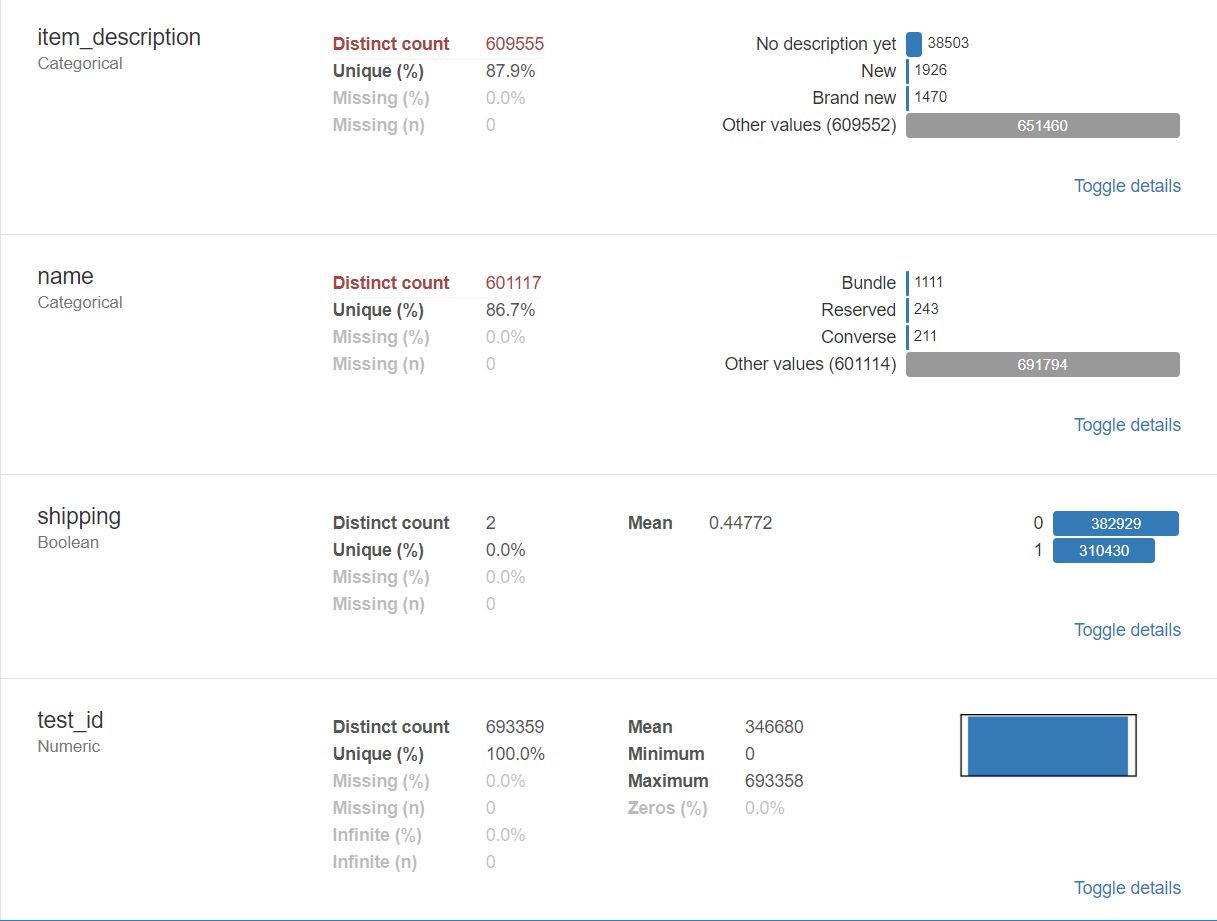 item_description
Categorical
Distinct count 609555
Unique (%) 87.9%
Missing (%) 0.0%
Missing (n) 0
No description yet 38503
New 1926
Brand new 1470
Other values (609552) 651460
Toggle details
name
Categorical
Distinct count 601117
Unique (%) 86.7%
Missing (%) 0.0%
Missing (n) 0
Bundle 1111
Reserved 243
Converse 211
Other values (601114) 691794
Toggle details
shipping
Boolean
Distinct count 2
Unique (%) 0.0%
Missing (%) 0.0%
Missing (n) 0
Mean 0.44772
0 382929
1 310430
Toggle details
test_id
Numeric
Distinct count 693359
Unique (%) 100.0%
Missing (%) 0.0%
Missing (n) 0
Infinite (%) 0.0%
Infinite (n) 0
Mean 346680
Minimum 0
Maximum 693358
Zeros (%) 0.0%
Toggle details